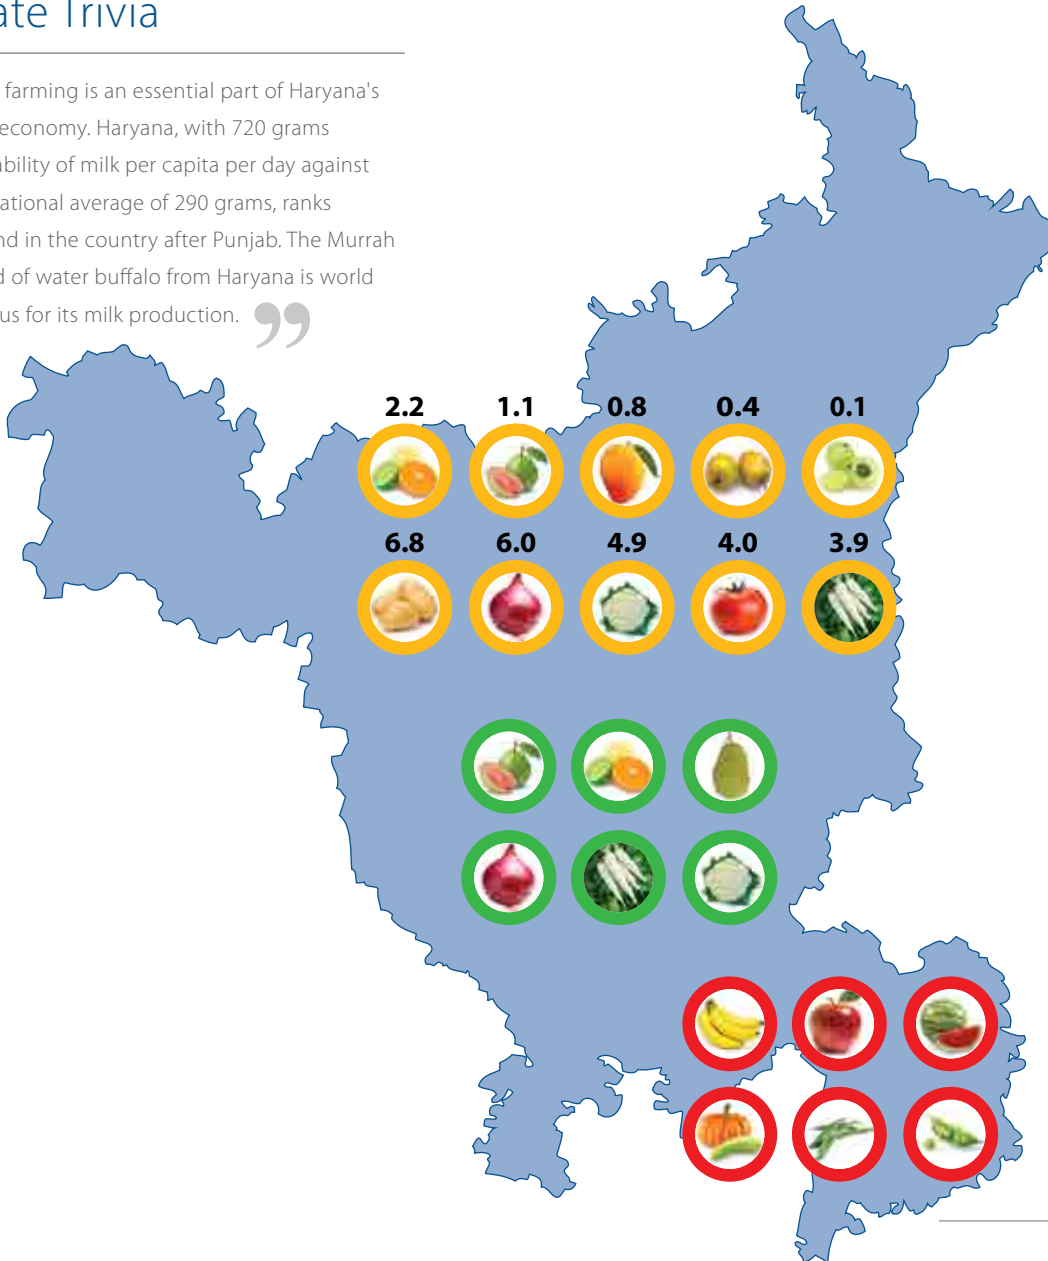 ate Trivia
farming is an essential part of Haryana's
economy. Haryana, with 720 grams
ability of milk per capita per day against
ational average of 290 grams, ranks
nd in the country after Punjab. The Murrah
d of water buffalo from Haryana is world
us for its milk production. ”
2.2 1.1 0.8 0.4 0.1
6.8 6.0 4.9 4.0 3.9